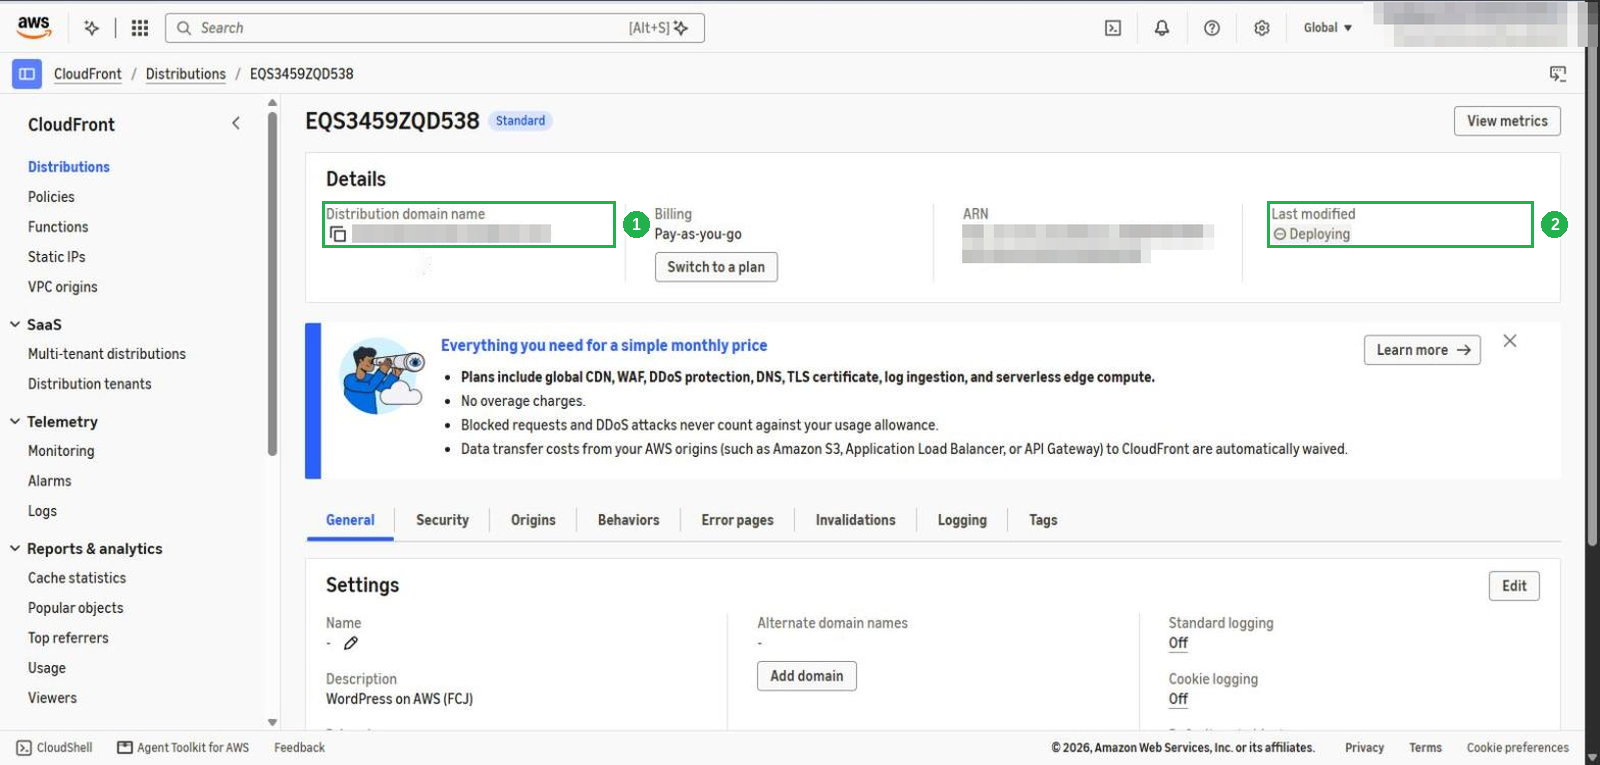 aws
Search
[Alt+S]
Global
CloudFront / Distributions / EQS3459ZQD538
CloudFront
Distributions
Policies
Functions
Static IPs
VPC origins
SaaS
Multi-tenant distributions
Distribution tenants
Telemetry
Monitoring
Alarms
Logs
Reports & analytics
Cache statistics
Popular objects
Top referrers
Usage
Viewers
EQS3459ZQD538 Standard
View metrics
Details
Distribution domain name
1
Billing
Pay-as-you-go
Switch to a plan
ARN
Last modified
Deploying
2
Everything you need for a simple monthly price
• Plans include global CDN, WAF, DDoS protection, DNS, TLS certificate, log ingestion, and serverless edge compute.
• No overage charges.
• Blocked requests and DDoS attacks never count against your usage allowance.
• Data transfer costs from your AWS origins (such as Amazon S3, Application Load Balancer, or API Gateway) to CloudFront are automatically waived.
Learn more
General Security Origins Behaviors Error pages Invalidations Logging Tags
Settings
Edit
Name
-
Description
WordPress on AWS (FCJ)
Alternate domain names
-
Add domain
Standard logging
Off
Cookie logging
Off
CloudShell Agent Toolkit for AWS Feedback
© 2026, Amazon Web Services, Inc. or its affiliates. Privacy Terms Cookie preferences